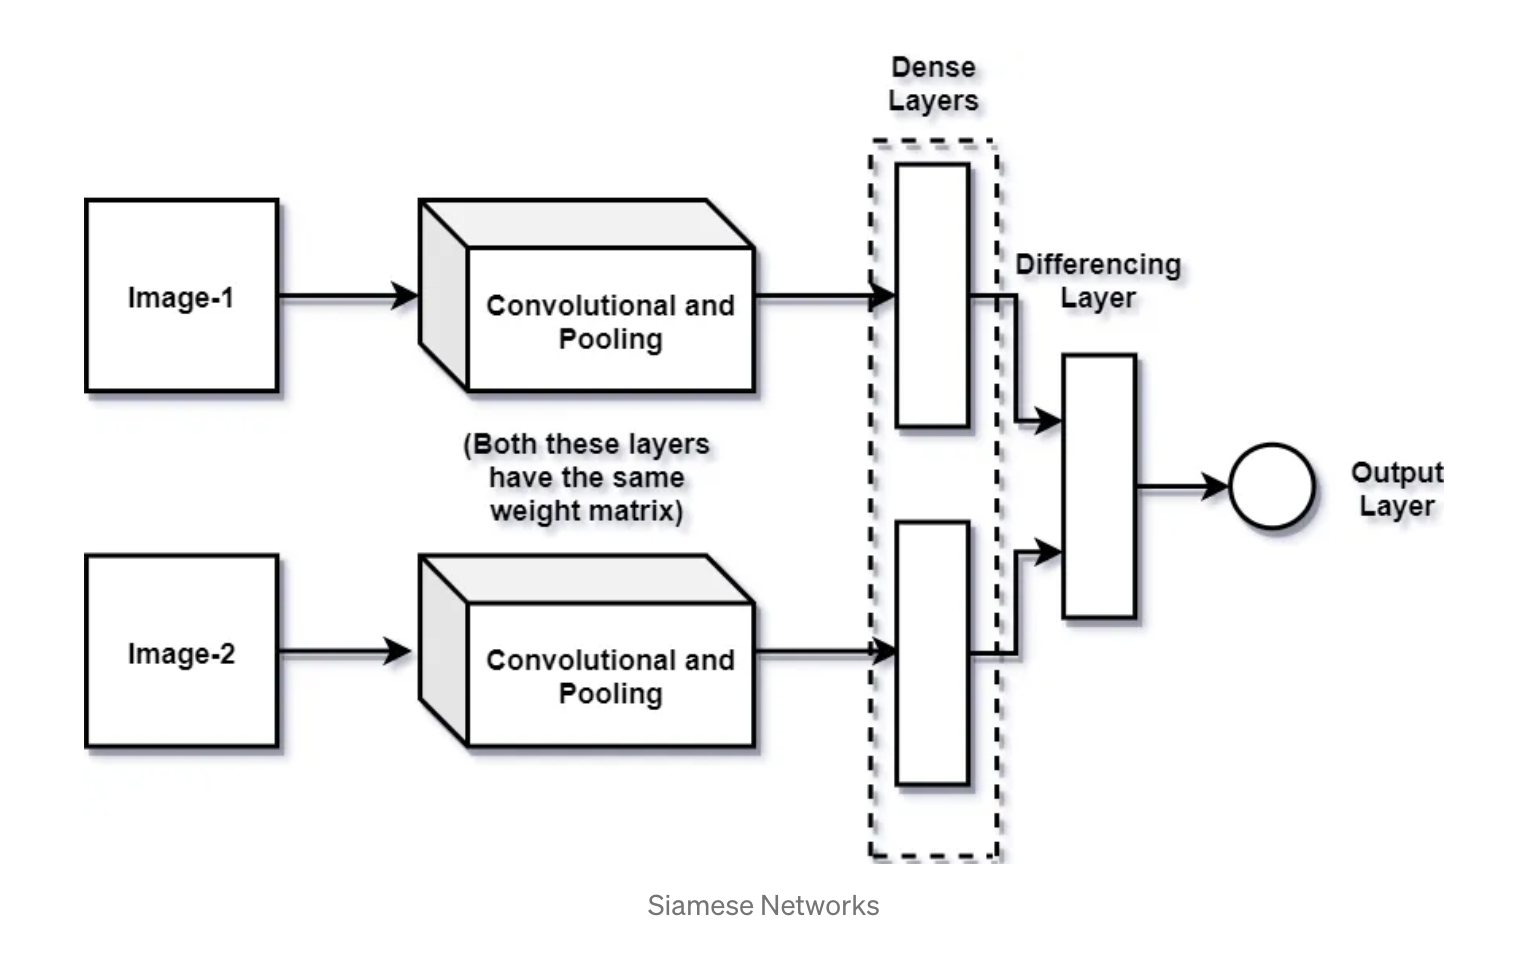 Dense
Layers
Image-1
Convolutional and
Pooling
Differencing
Layer
(Both these layers
have the same
weight matrix)
Output
Layer
Image-2
Convolutional and
Pooling
Siamese Networks